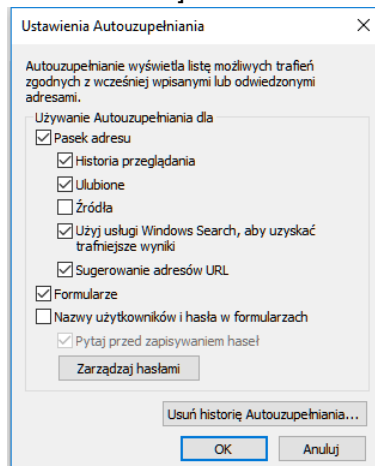 Ustawienia Autouzupełniania
Autouzupełnianie wyświetla listę możliwych trafień
zgodnych z wcześniej wpisanymi lub odwiedzonymi
adresami.
Używanie Autouzupełniania dla
Pasek adresu
Historia przeglądania
Ulubione
Źródła
Użyj usługi Windows Search, aby uzyskać
trafniejsze wyniki
Sugerowanie adresów URL
Formularze
Nazwy użytkowników i hasła w formularzach
Pytaj przed zapisywaniem haseł
Zarządzaj hasłami
Usuń historię Autouzupełniania...
OK Anuluj